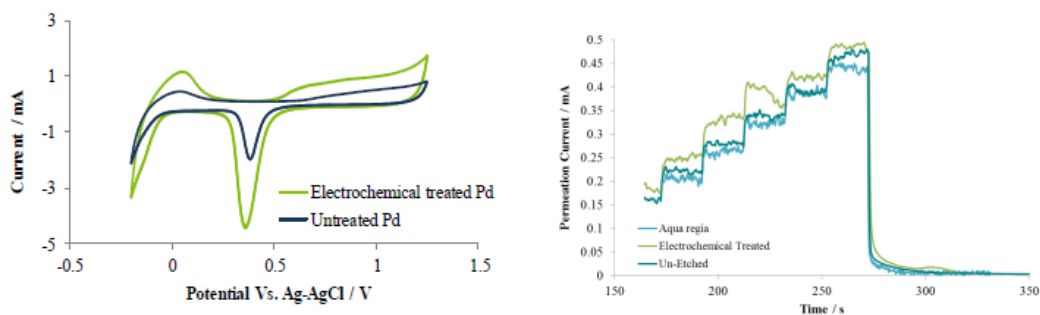 3
1
-1
-3
-5
Current / mA
-0.5
0
0.5
1
1.5
Potential Vs. Ag-AgCl / V
Electrochemical treated Pd
Untreated Pd
0.5
0.45
0.4
0.35
0.3
0.25
0.2
0.15
0.1
0.05
0
Permeation Current / mA
150
200
250
300
350
Time / s
Aqua regia
Electrochemical Treated
Un-Etched